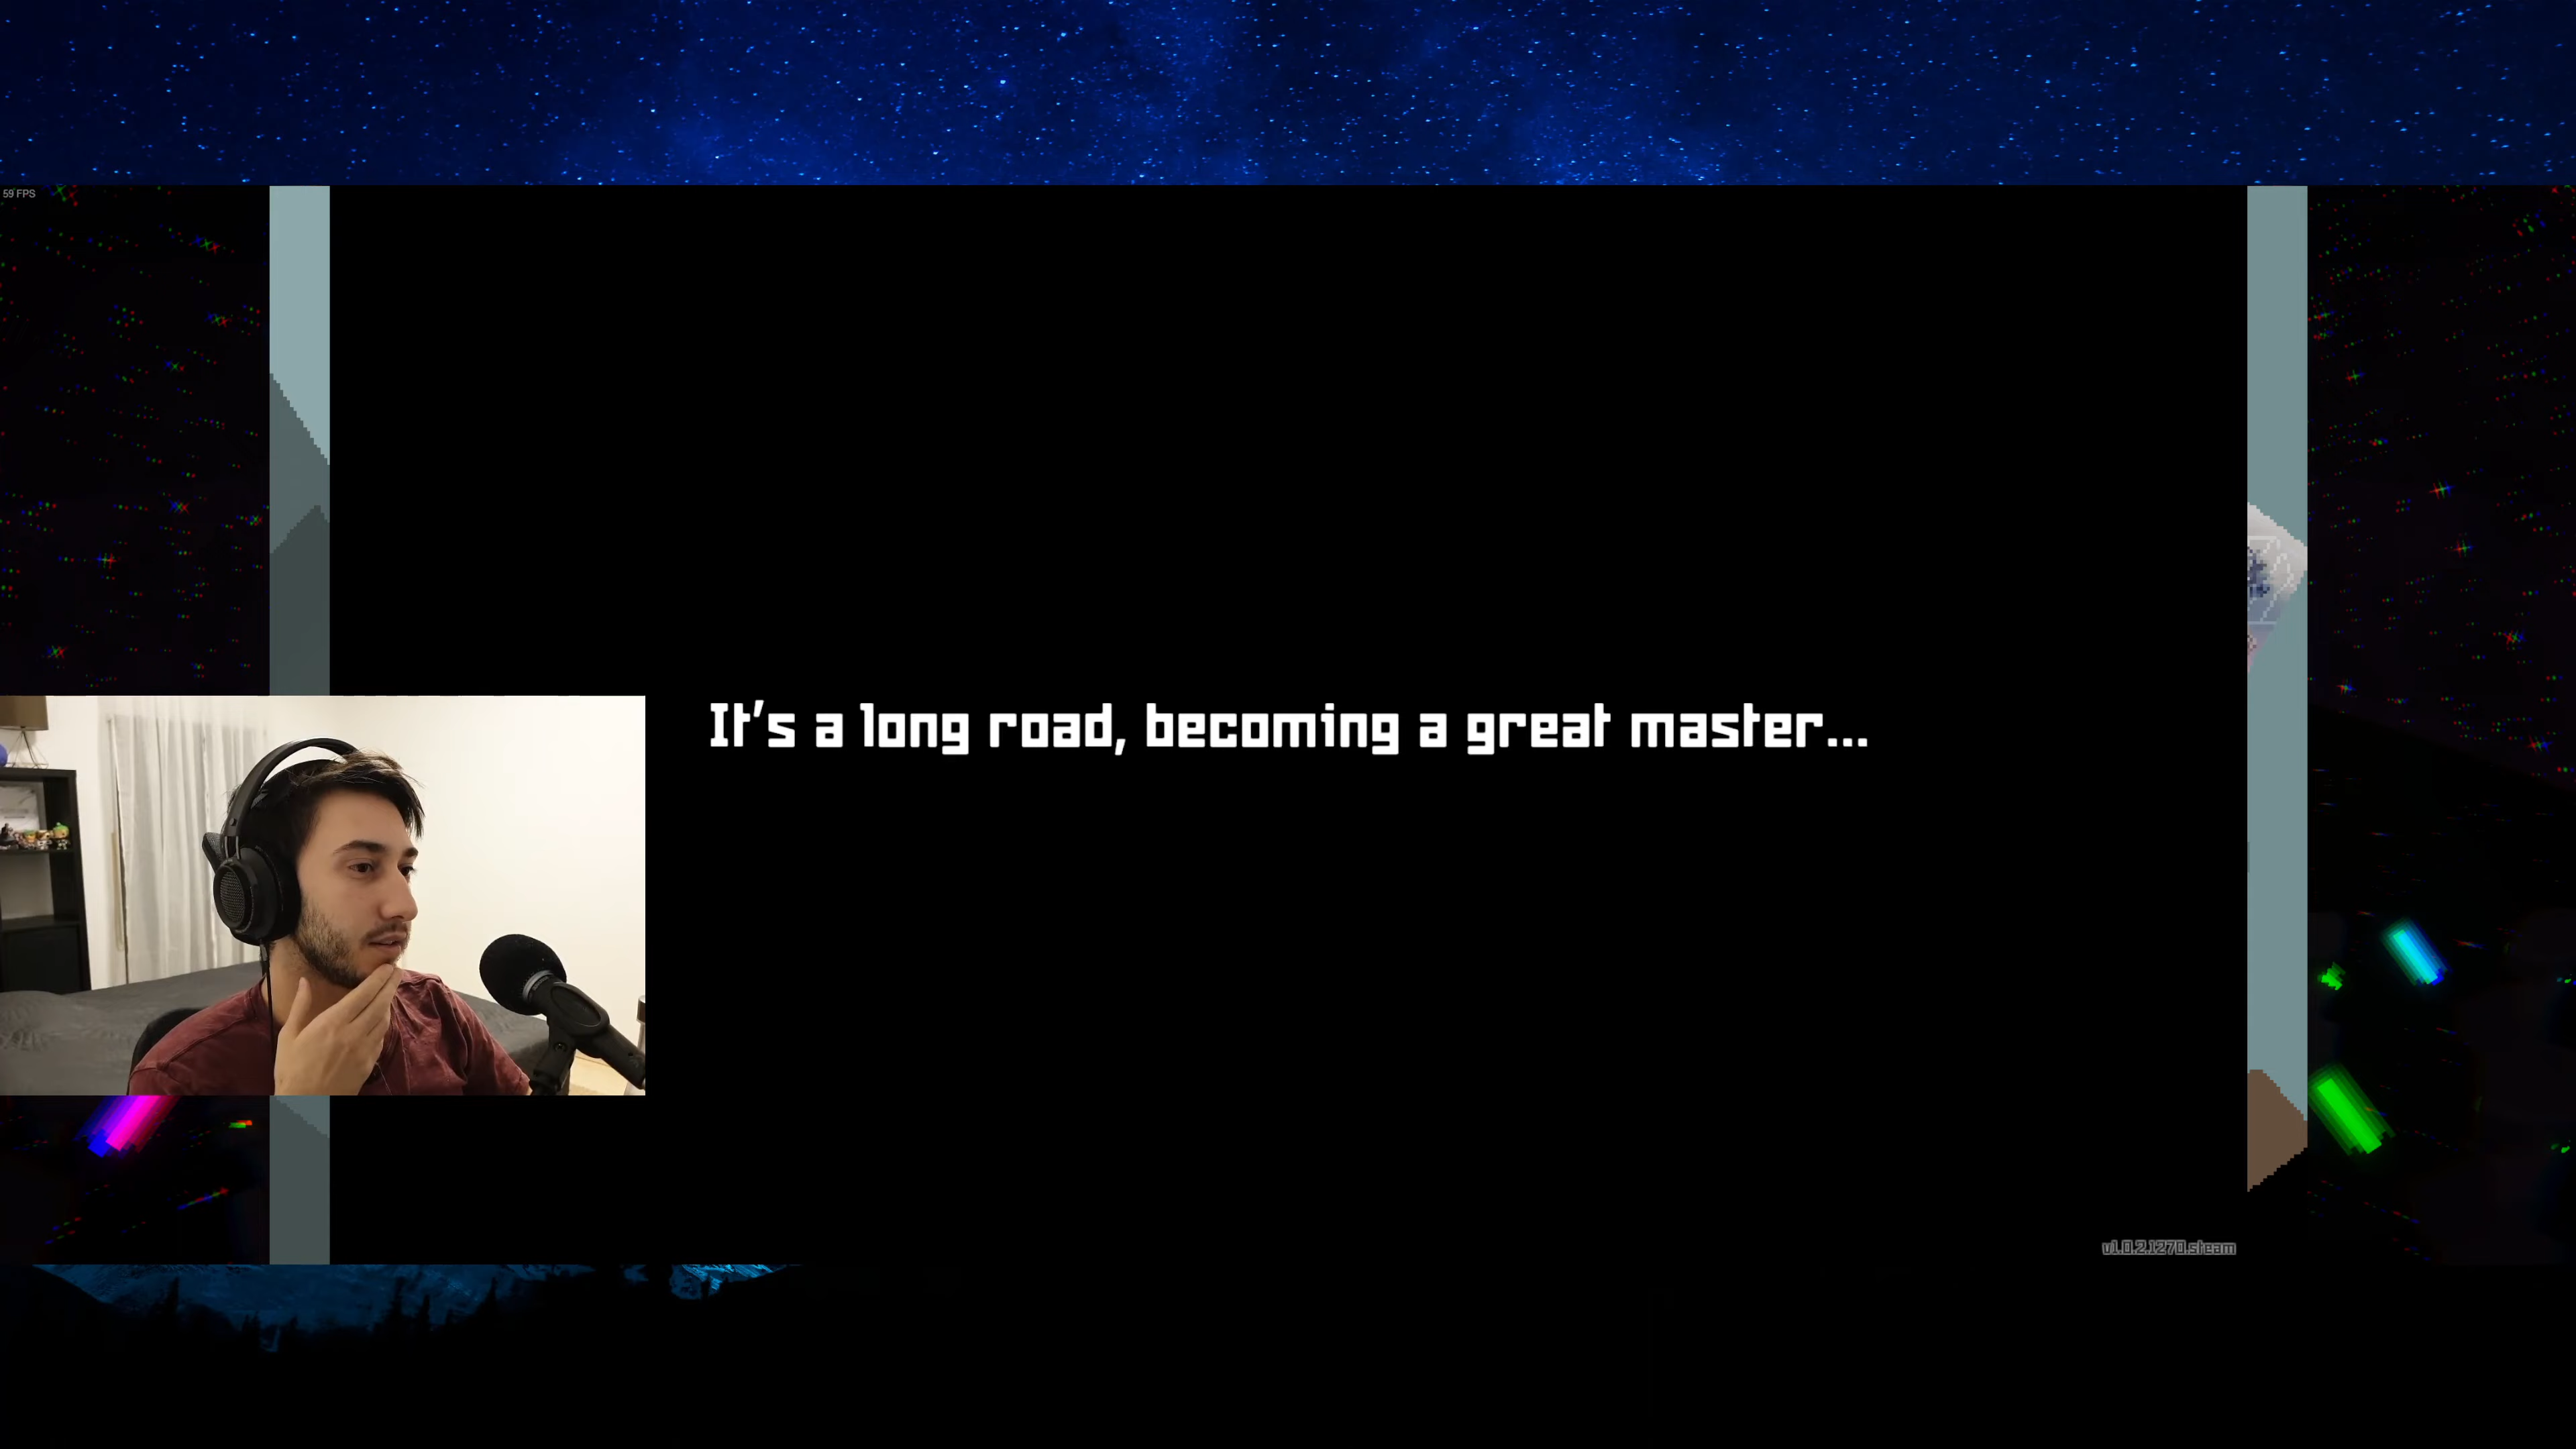 59 FPS
It's a long road, becoming a great master...
v1.0.2.1270.steam